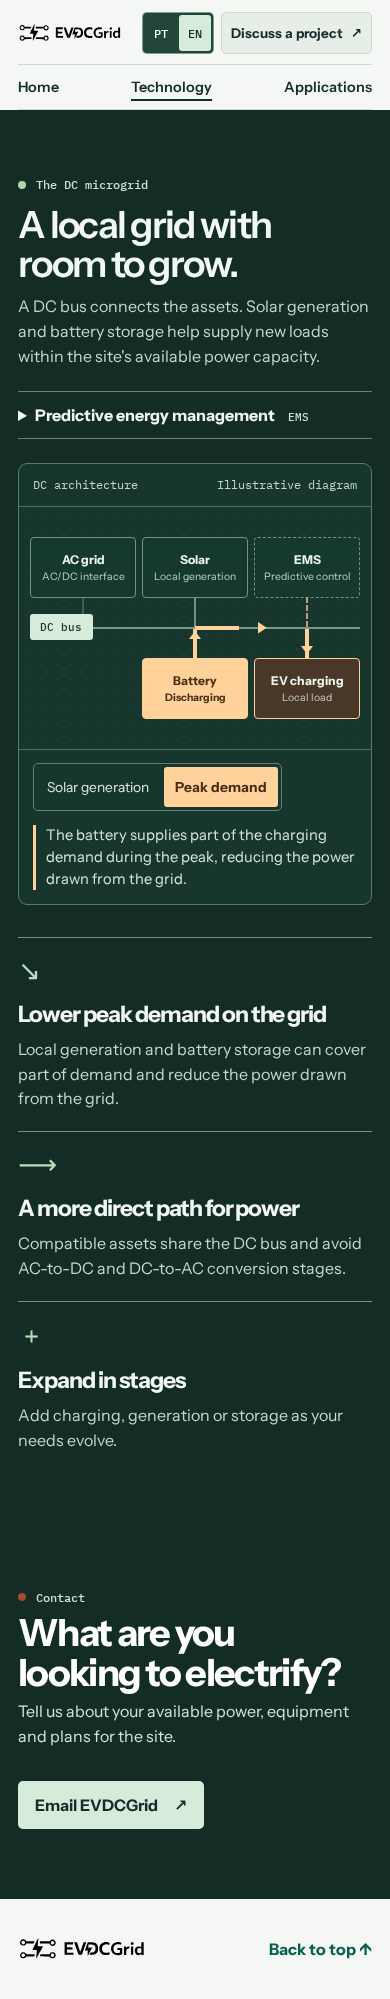 EVDCGrid
PT EN
Discuss a project ↗
Home Technology Applications
The DC microgrid
A local grid with
room to grow.
A DC bus connects the assets. Solar generation
and battery storage help supply new loads
within the site's available power capacity.
Predictive energy management EMS
DC architecture Illustrative diagram
AC grid Solar EMS
AC/DC interface Local generation Predictive control
DC bus
Battery EV charging
Discharging Local load
Solar generation Peak demand
The battery supplies part of the charging
demand during the peak, reducing the power
drawn from the grid.
↘
Lower peak demand on the grid
Local generation and battery storage can cover
part of demand and reduce the power drawn
from the grid.
⟶
A more direct path for power
Compatible assets share the DC bus and avoid
AC-to-DC and DC-to-AC conversion stages.
+
Expand in stages
Add charging, generation or storage as your
needs evolve.
Contact
What are you
looking to electrify?
Tell us about your available power, equipment
and plans for the site.
Email EVDCGrid ↗
EVDCGrid
Back to top ↑